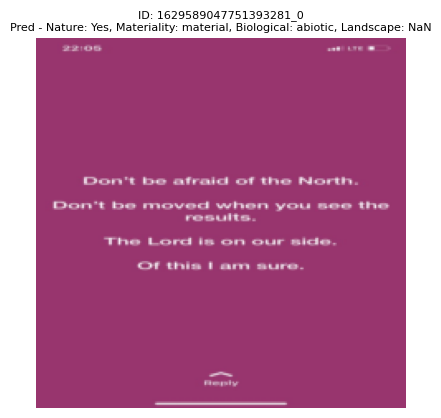 ID: 1629589047751393281_0
Pred - Nature: Yes, Materiality: material, Biological: abiotic, Landscape: NaN
22:05
LTE
Don't be afraid of the North.
Don't be moved when you see the
results.
The Lord is on our side.
Of this I am sure.
Reply